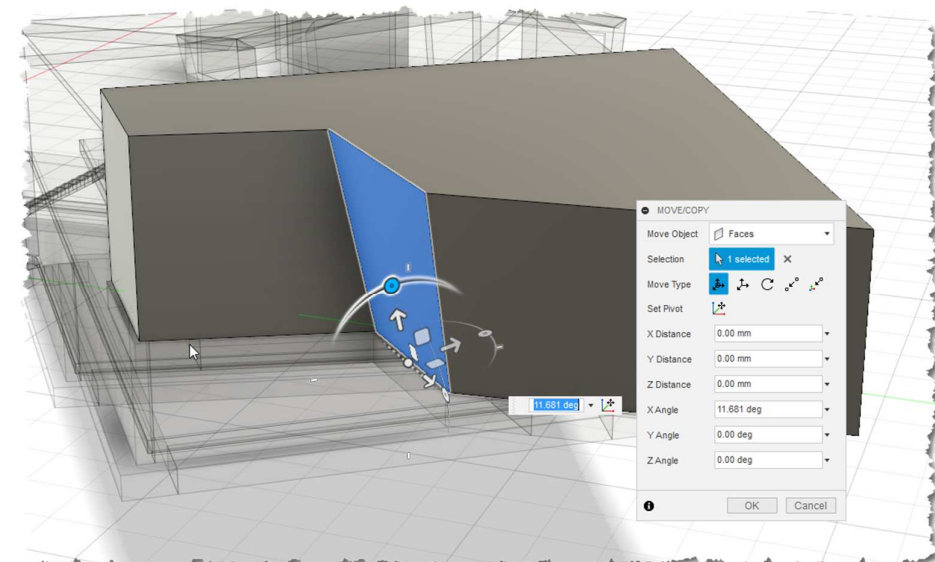 MOVE/COPY
Move Object Faces
Selection 1 selected
Move Type
Set Pivot
X Distance 0.00 mm
Y Distance 0.00 mm
Z Distance 0.00 mm
11.681 deg
X Angle 11.681 deg
Y Angle 0.00 deg
Z Angle 0.00 deg
OK Cancel